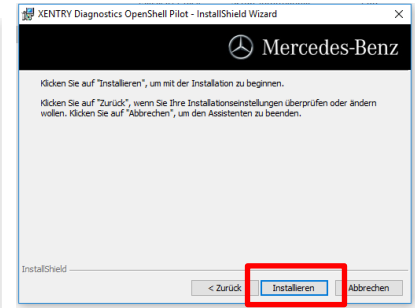 XENTRY Diagnostics OpenShell Pilot - InstallShield Wizard
Mercedes-Benz
Klicken Sie auf "Installieren", um mit der Installation zu beginnen.
Klicken Sie auf "Zurück", wenn Sie Ihre Installationseinstellungen überprüfen oder ändern
wollen. Klicken Sie auf "Abbrechen", um den Assistenten zu beenden.
InstallShield
< Zurück Installieren Abbrechen